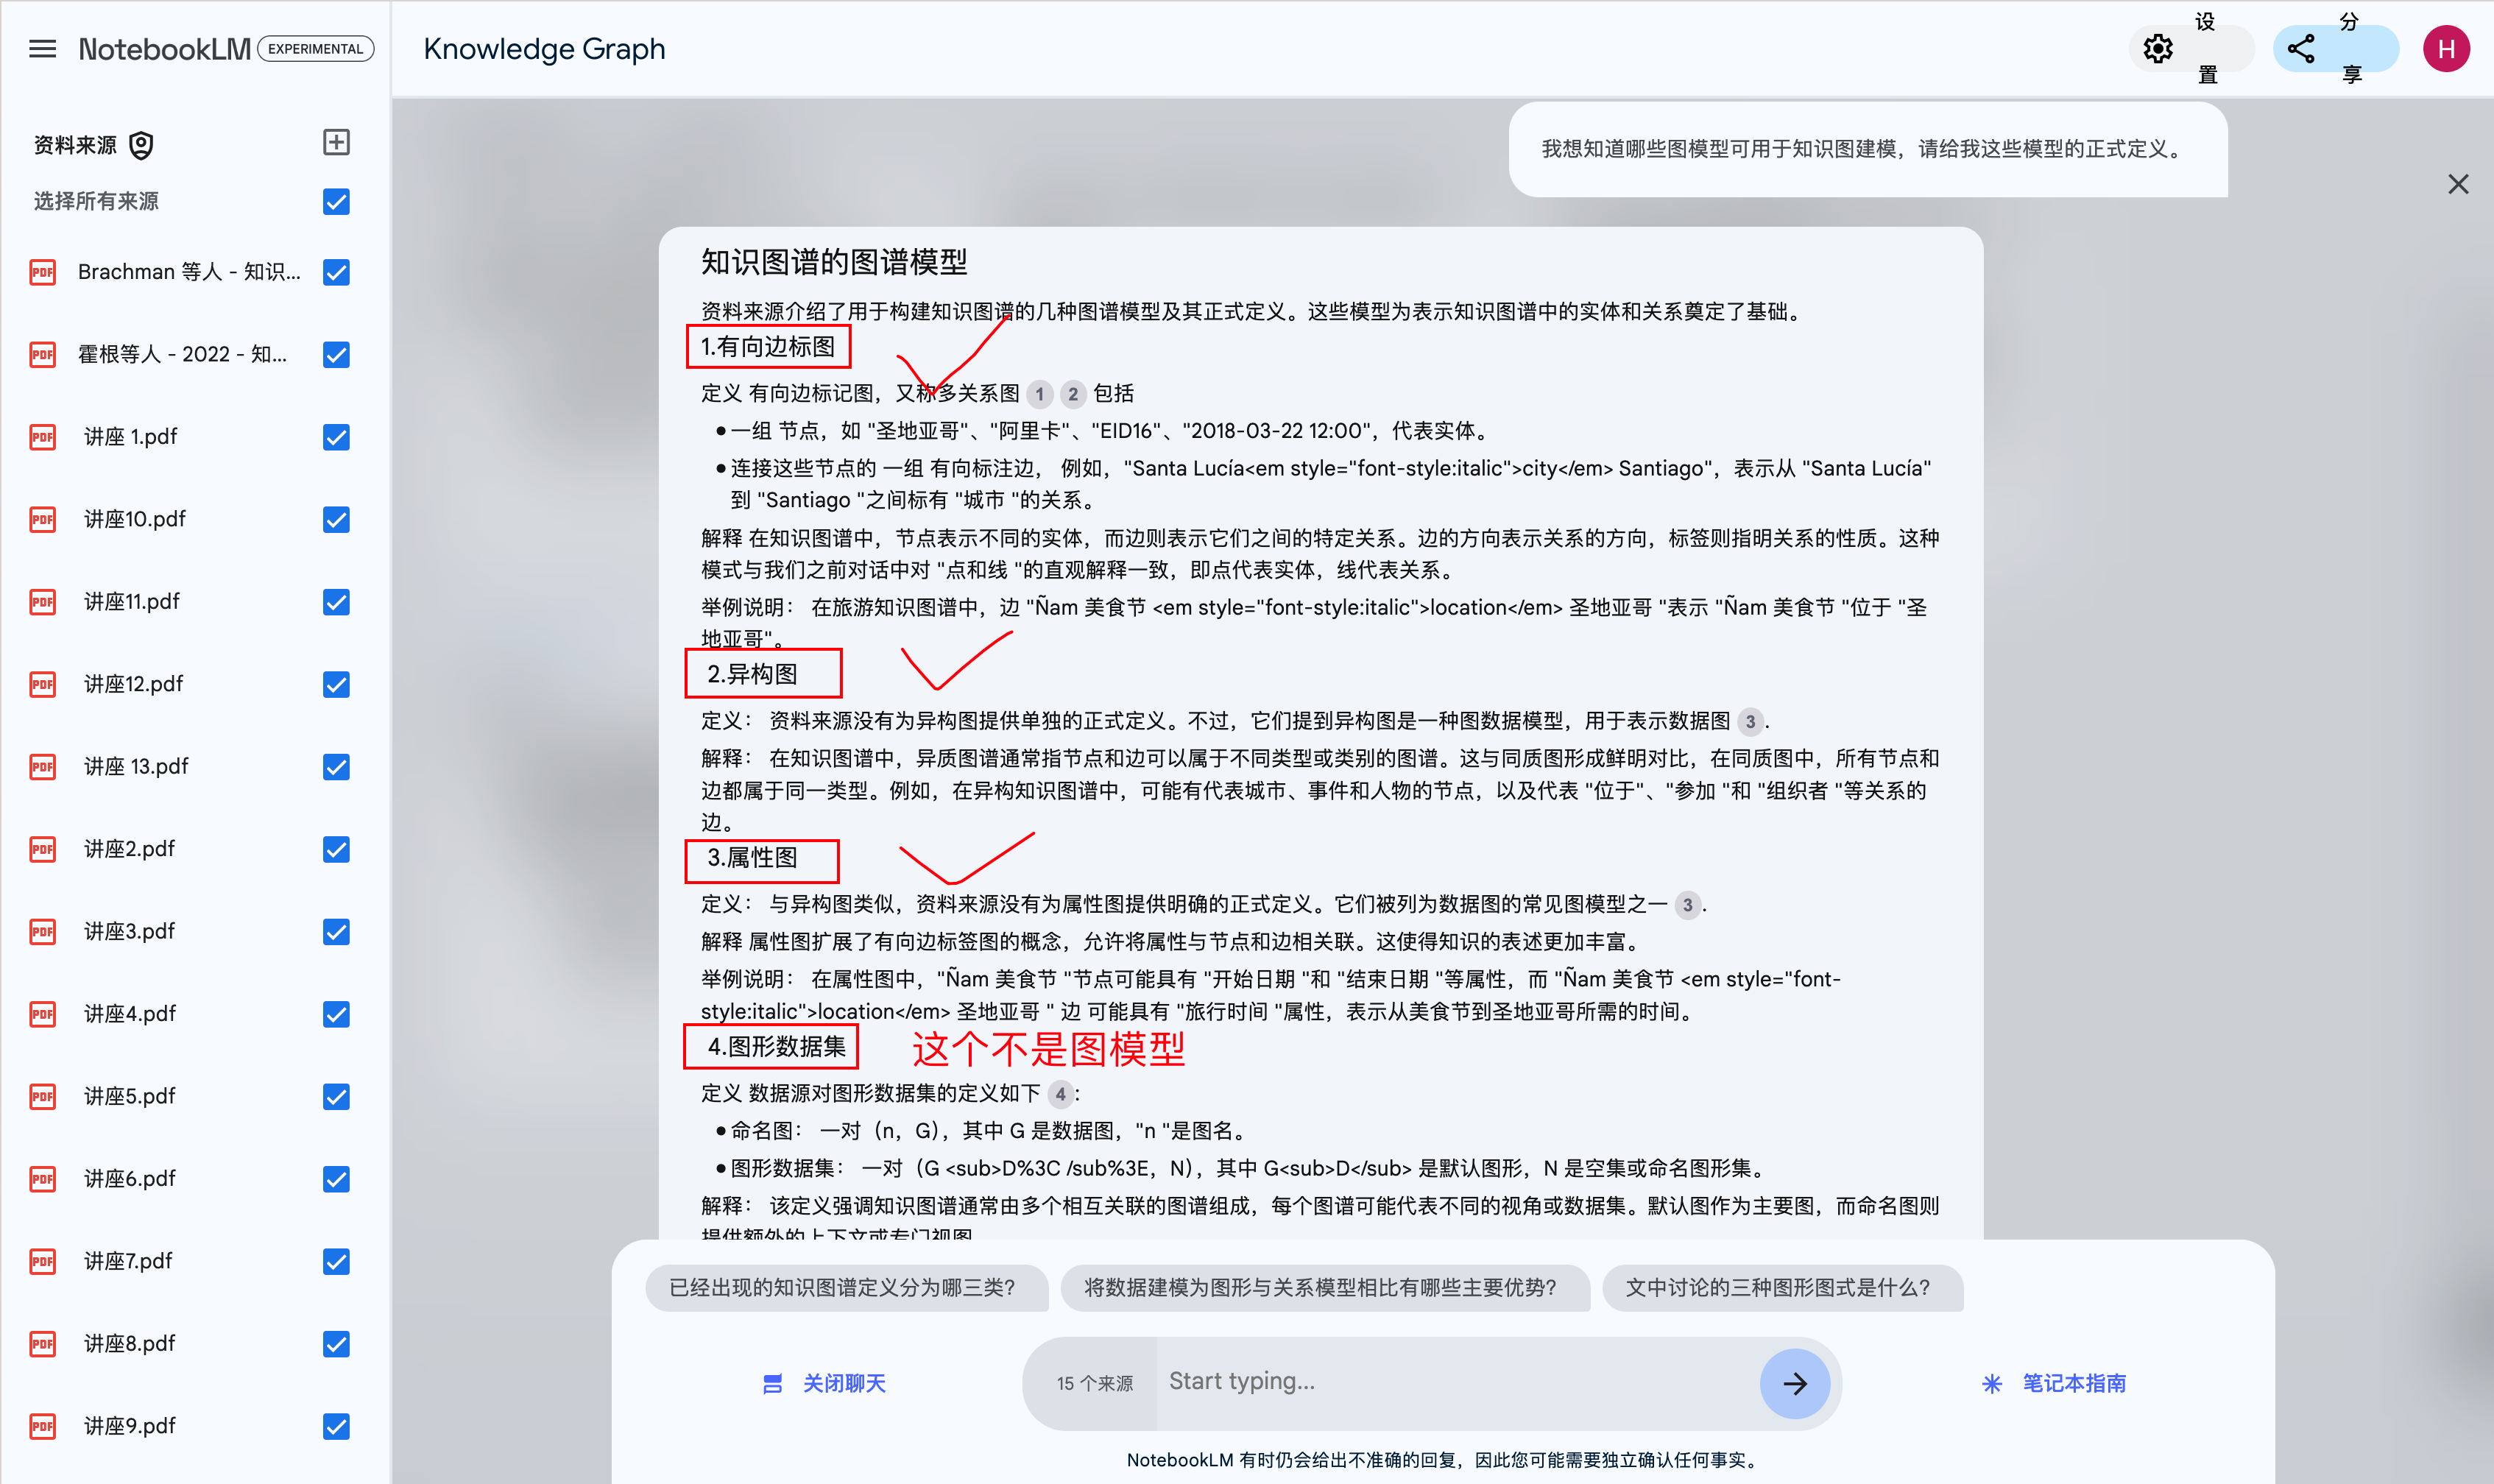 NotebookLM EXPERIMENTAL
Knowledge Graph
设置
分享
H
资料来源
选择所有来源
PDF Brachman 等人 - 知识...
PDF 霍根等人 - 2022 - 知...
PDF 讲座 1.pdf
PDF 讲座10.pdf
PDF 讲座11.pdf
PDF 讲座12.pdf
PDF 讲座 13.pdf
PDF 讲座2.pdf
PDF 讲座3.pdf
PDF 讲座4.pdf
PDF 讲座5.pdf
PDF 讲座6.pdf
PDF 讲座7.pdf
PDF 讲座8.pdf
PDF 讲座9.pdf
我想知道哪些图模型可用于知识图建模，请给我这些模型的正式定义。
知识图谱的图谱模型
资料来源介绍了用于构建知识图谱的几种图谱模型及其正式定义。这些模型为表示知识图谱中的实体和关系奠定了基础。
1.有向边标图
定义 有向边标记图，又称多关系图 1 2 包括
●一组 节点，如 "圣地亚哥"、"阿里卡"、"EID16"、"2018-03-22 12:00"，代表实体。
●连接这些节点的 一组 有向标注边， 例如，"Santa Lucía<em style="font-style:italic">city</em> Santiago"，表示从 "Santa Lucía"
到 "Santiago "之间标有 "城市 "的关系。
解释 在知识图谱中，节点表示不同的实体，而边则表示它们之间的特定关系。边的方向表示关系的方向，标签则指明关系的性质。这种
模式与我们之前对话中对 "点和线 "的直观解释一致，即点代表实体，线代表关系。
举例说明： 在旅游知识图谱中，边 "Ñam 美食节 <em style="font-style:italic">location</em> 圣地亚哥 "表示 "Ñam 美食节 "位于 "圣
地亚哥"。
2.异构图
定义： 资料来源没有为异构图提供单独的正式定义。不过，它们提到异构图是一种图数据模型，用于表示数据图 3.
解释： 在知识图谱中，异质图谱通常指节点和边可以属于不同类型或类别的图谱。这与同质图形成鲜明对比，在同质图中，所有节点和
边都属于同一类型。例如，在异构知识图谱中，可能有代表城市、事件和人物的节点，以及代表 "位于"、"参加 "和 "组织者 "等关系的
边。
3.属性图
定义： 与异构图类似，资料来源没有为属性图提供明确的正式定义。它们被列为数据图的常见图模型之一 3.
解释 属性图扩展了有向边标签图的概念，允许将属性与节点和边相关联。这使得知识的表述更加丰富。
举例说明： 在属性图中，"Ñam 美食节 "节点可能具有 "开始日期 "和 "结束日期 "等属性，而 "Ñam 美食节 <em style="font-
style:italic">location</em> 圣地亚哥 " 边 可能具有 "旅行时间 "属性，表示从美食节到圣地亚哥所需的时间。
4.图形数据集 这个不是图模型
定义 数据源对图形数据集的定义如下 4:
●命名图： 一对（n，G），其中 G 是数据图，"n "是图名。
●图形数据集： 一对（G <sub>D%3C /sub%3E，N），其中 G<sub>D</sub> 是默认图形，N 是空集或命名图形集。
解释： 该定义强调知识图谱通常由多个相互关联的图谱组成，每个图谱可能代表不同的视角或数据集。默认图作为主要图，而命名图则
提供额外的上下文或专门视图
已经出现的知识图谱定义分为哪三类？
将数据建模为图形与关系模型相比有哪些主要优势？
文中讨论的三种图形图式是什么？
关闭聊天
15 个来源 Start typing...
笔记本指南
NotebookLM 有时仍会给出不准确的回复，因此您可能需要独立确认任何事实。